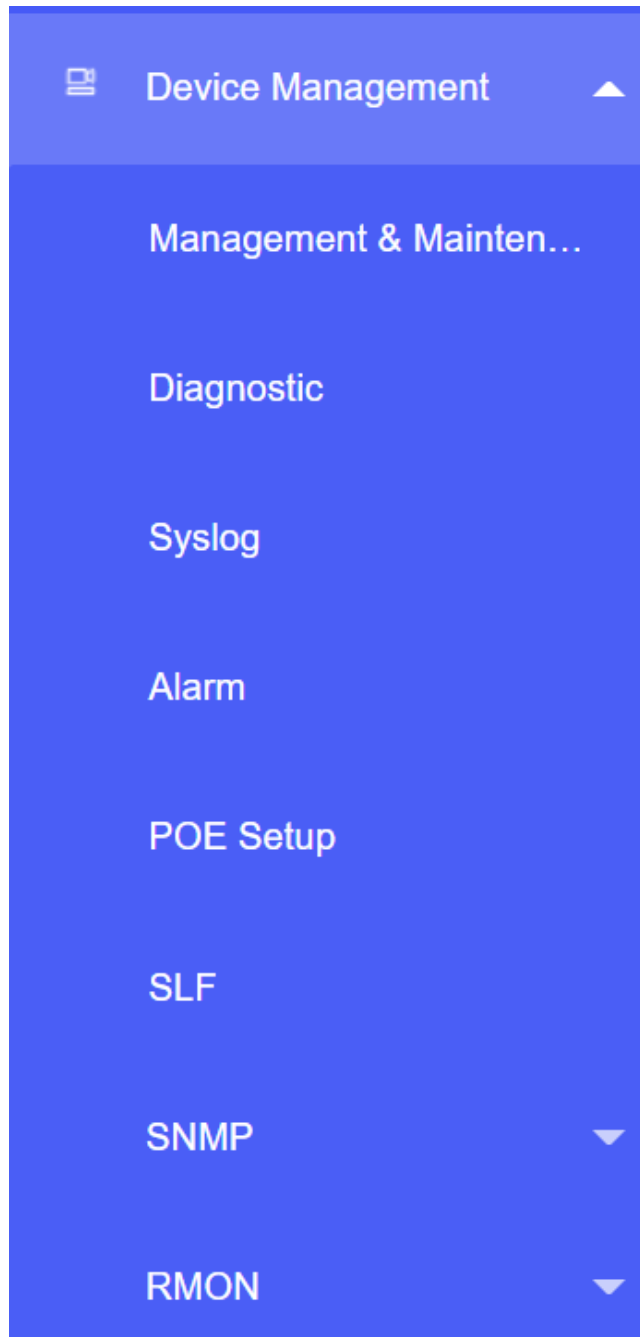 Device Management
Management & Mainten...
Diagnostic
Syslog
Alarm
POE Setup
SLF
SNMP
RMON